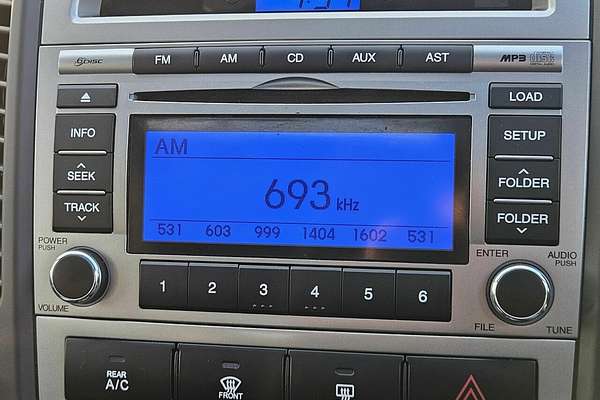 6DISC FM AM CD AUX AST MP3
LOAD
INFO SETUP
SEEK FOLDER
TRACK FOLDER
AM
693 kHz
531 603 999 1404 1602 531
POWER
PUSH
VOLUME
1 2 3 4 5 6
ENTER AUDIO
PUSH
FILE TUNE
REAR
A/C
FRONT